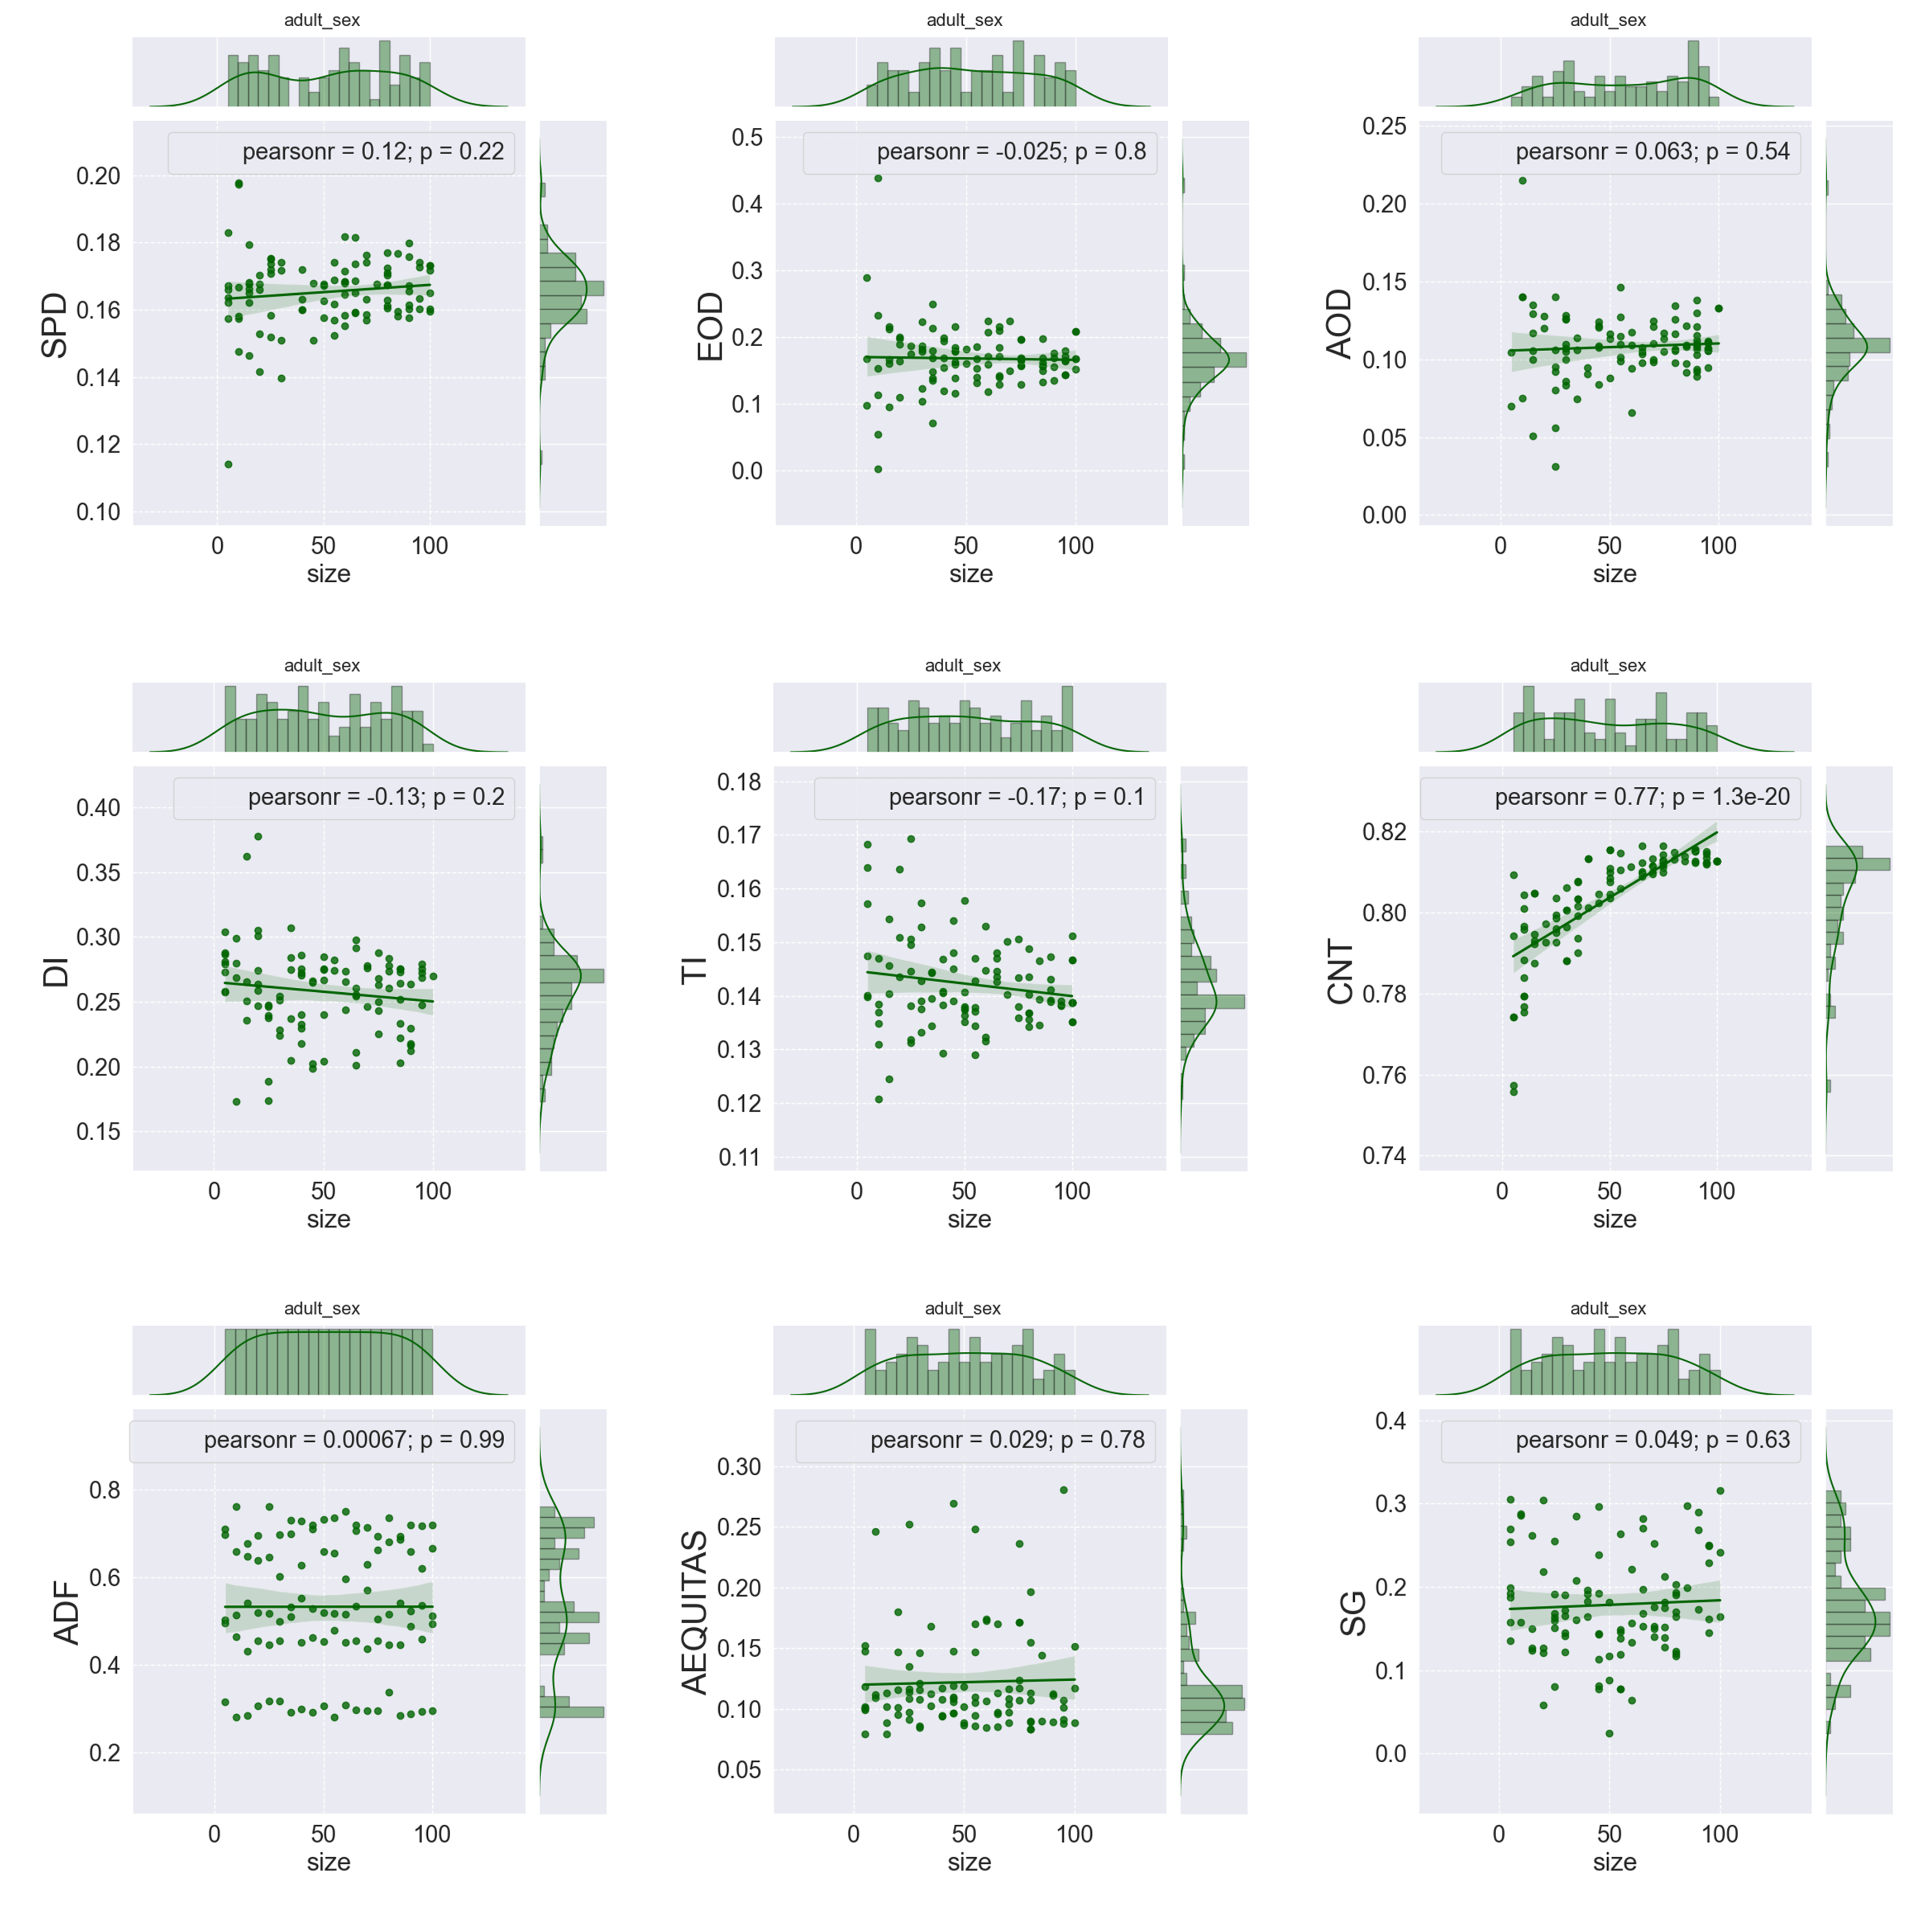 adult_sex
pearsonr = 0.12; p = 0.22
SPD
0.20
0.18
0.16
0.14
0.12
0.10
0
50
100
size
adult_sex
pearsonr = -0.025; p = 0.8
EOD
0.5
0.4
0.3
0.2
0.1
0.0
0
50
100
size
adult_sex
pearsonr = 0.063; p = 0.54
AOD
0.25
0.20
0.15
0.10
0.05
0.00
0
50
100
size
adult_sex
pearsonr = -0.13; p = 0.2
DI
0.40
0.35
0.30
0.25
0.20
0.15
0
50
100
size
adult_sex
pearsonr = -0.17; p = 0.1
TI
0.18
0.17
0.16
0.15
0.14
0.13
0.12
0.11
0
50
100
size
adult_sex
pearsonr = 0.77; p = 1.3e-20
CNT
0.82
0.80
0.78
0.76
0.74
0
50
100
size
adult_sex
pearsonr = 0.00067; p = 0.99
ADF
0.8
0.6
0.4
0.2
0
50
100
size
adult_sex
pearsonr = 0.029; p = 0.78
AEQUITAS
0.30
0.25
0.20
0.15
0.10
0.05
0
50
100
size
adult_sex
pearsonr = 0.049; p = 0.63
SG
0.4
0.3
0.2
0.1
0.0
0
50
100
size